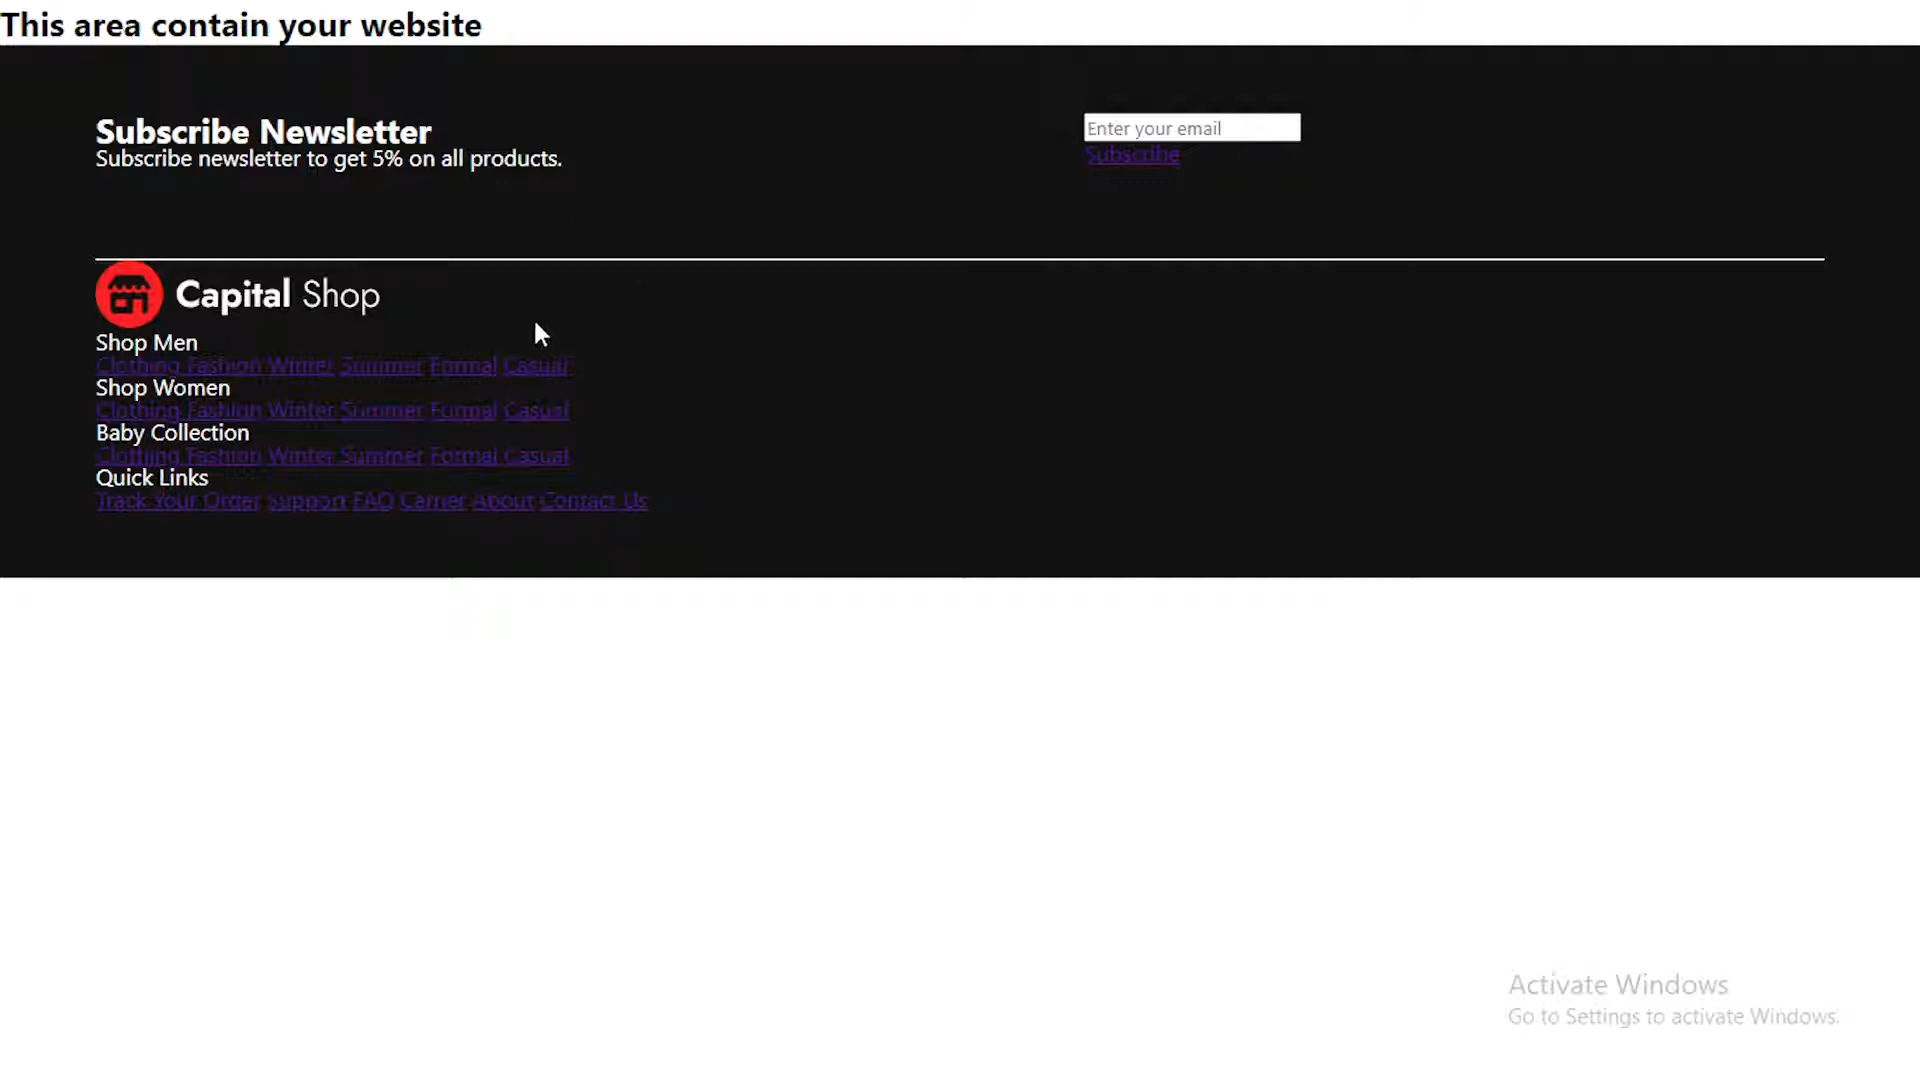 This area contain your website
Subscribe Newsletter
Subscribe newsletter to get 5% on all products.
Enter your email
Subscribe
Capital Shop
Shop Men
Clothing Fashion Winter Summer Formal Casual
Shop Women
Clothing Fashion Winter Summer Formal Casual
Baby Collection
Clothing Fashion Winter Summer Formal Casual
Quick Links
Track Your Order Support FAQ Carrier About Contact Us
Activate Windows
Go to Settings to activate Windows.